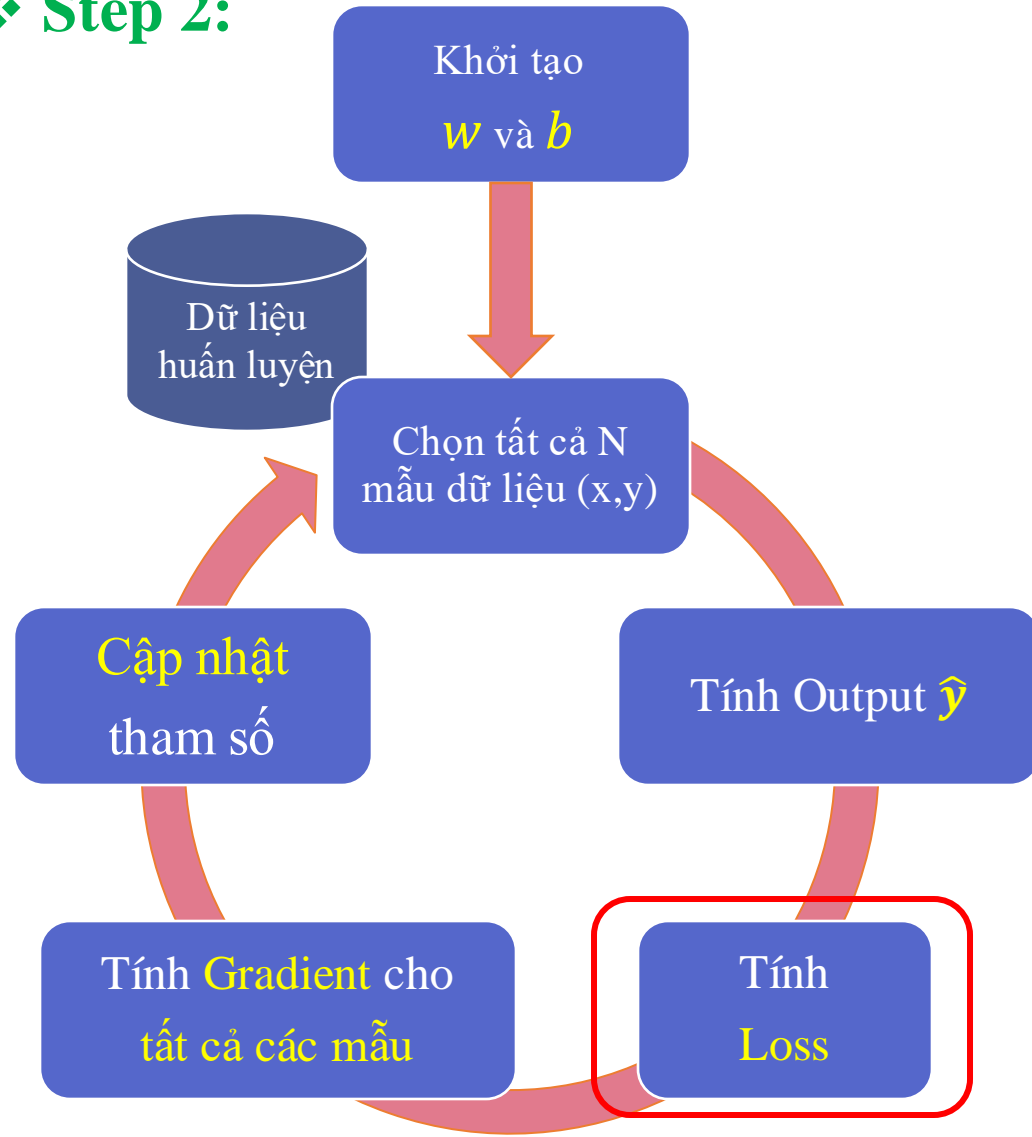 ❖ Step 2:
Khởi tạo
w và b
Dữ liệu
huấn luyện
Chọn tất cả N
mẫu dữ liệu (x,y)
Tính Output ŷ
Tính
Loss
Tính Gradient cho
tất cả các mẫu
Cập nhật
tham số